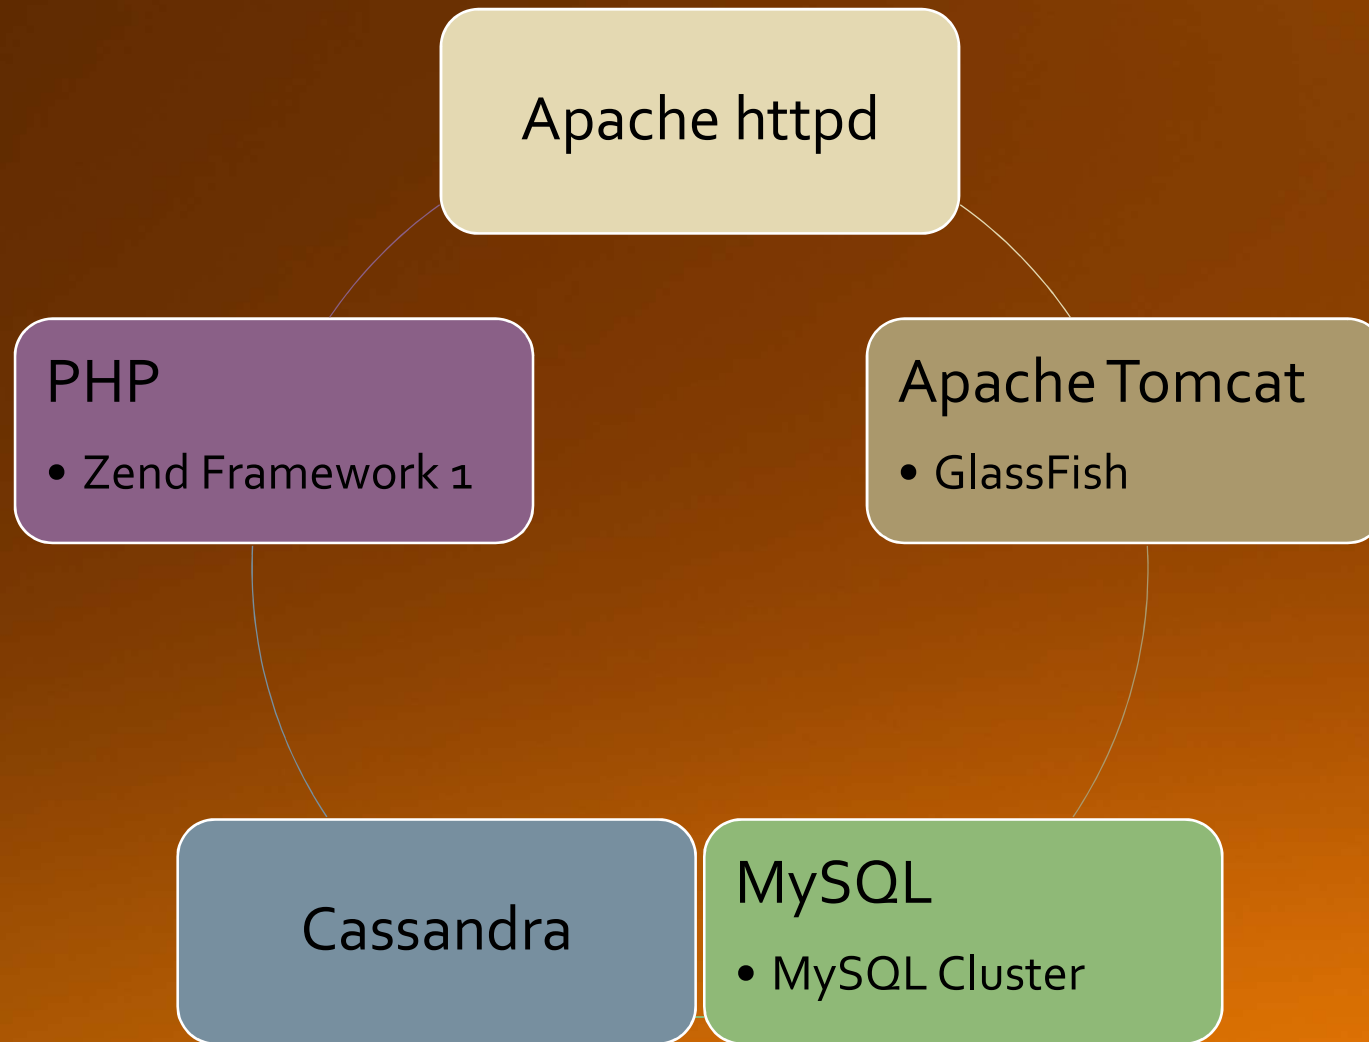 Apache httpd
PHP
• Zend Framework 1
Apache Tomcat
• GlassFish
Cassandra
MySQL
• MySQL Cluster